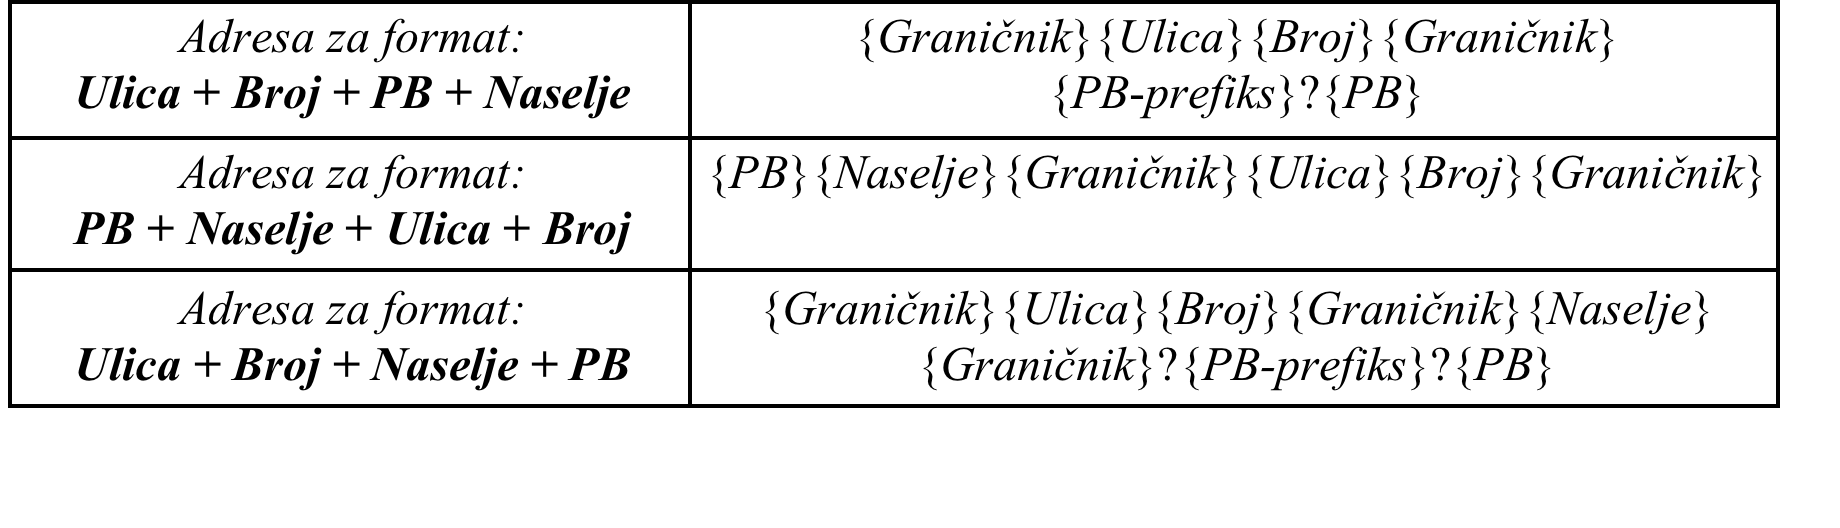 Adresa za format:
Ulica + Broj + PB + Naselje
{Graničnik}{Ulica}{Broj}{Graničnik}
{PB-prefiks}?{PB}
Adresa za format:
PB + Naselje + Ulica + Broj
{PB}{Naselje}{Graničnik}{Ulica}{Broj}{Graničnik}
Adresa za format:
Ulica + Broj + Naselje + PB
{Graničnik}{Ulica}{Broj}{Graničnik}{Naselje}
{Graničnik}?{PB-prefiks}?{PB}